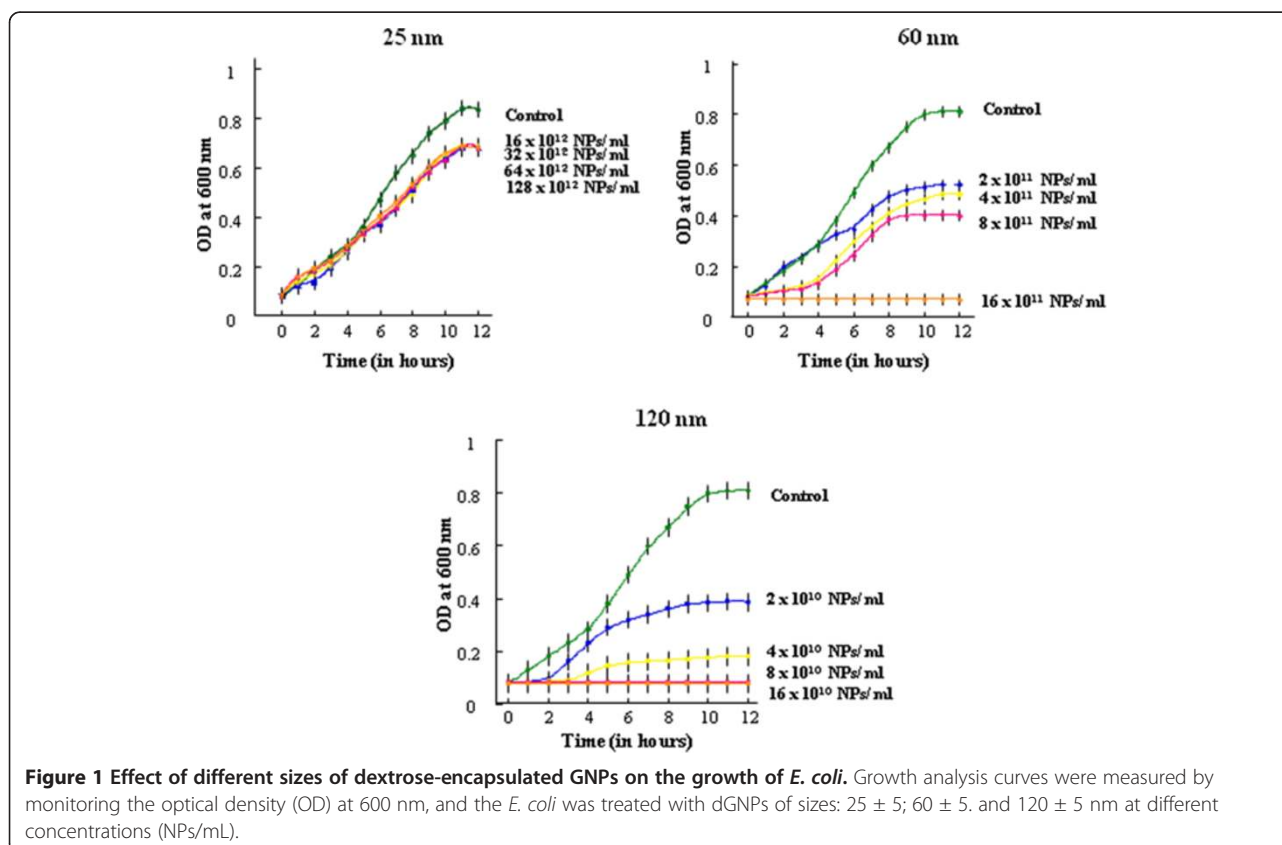 25 nm
1
0.8
0.6
0.4
0.2
0
OD at 600 nm
0 2 4 6 8 10 12
Time (in hours)
Control
16 x 10¹² NPs/ml
32 x 10¹² NPs/ml
64 x 10¹² NPs/ml
128 x 10¹² NPs/ml
60 nm
1
0.8
0.6
0.4
0.2
0
OD at 600 nm
0 2 4 6 8 10 12
Time (in hours)
Control
2 x 10¹¹ NPs/ml
4 x 10¹¹ NPs/ml
8 x 10¹¹ NPs/ml
16 x 10¹¹ NPs/ml
120 nm
1
0.8
0.6
0.4
0.2
0
OD at 600 nm
0 2 4 6 8 10 12
Time (in hours)
Control
2 x 10¹⁰ NPs/ml
4 x 10¹⁰ NPs/ml
8 x 10¹⁰ NPs/ml
16 x 10¹⁰ NPs/ml
Figure 1 Effect of different sizes of dextrose-encapsulated GNPs on the growth of E. coli. Growth analysis curves were measured by
monitoring the optical density (OD) at 600 nm, and the E. coli was treated with dGNPs of sizes: 25 ± 5; 60 ± 5. and 120 ± 5 nm at different
concentrations (NPs/mL).